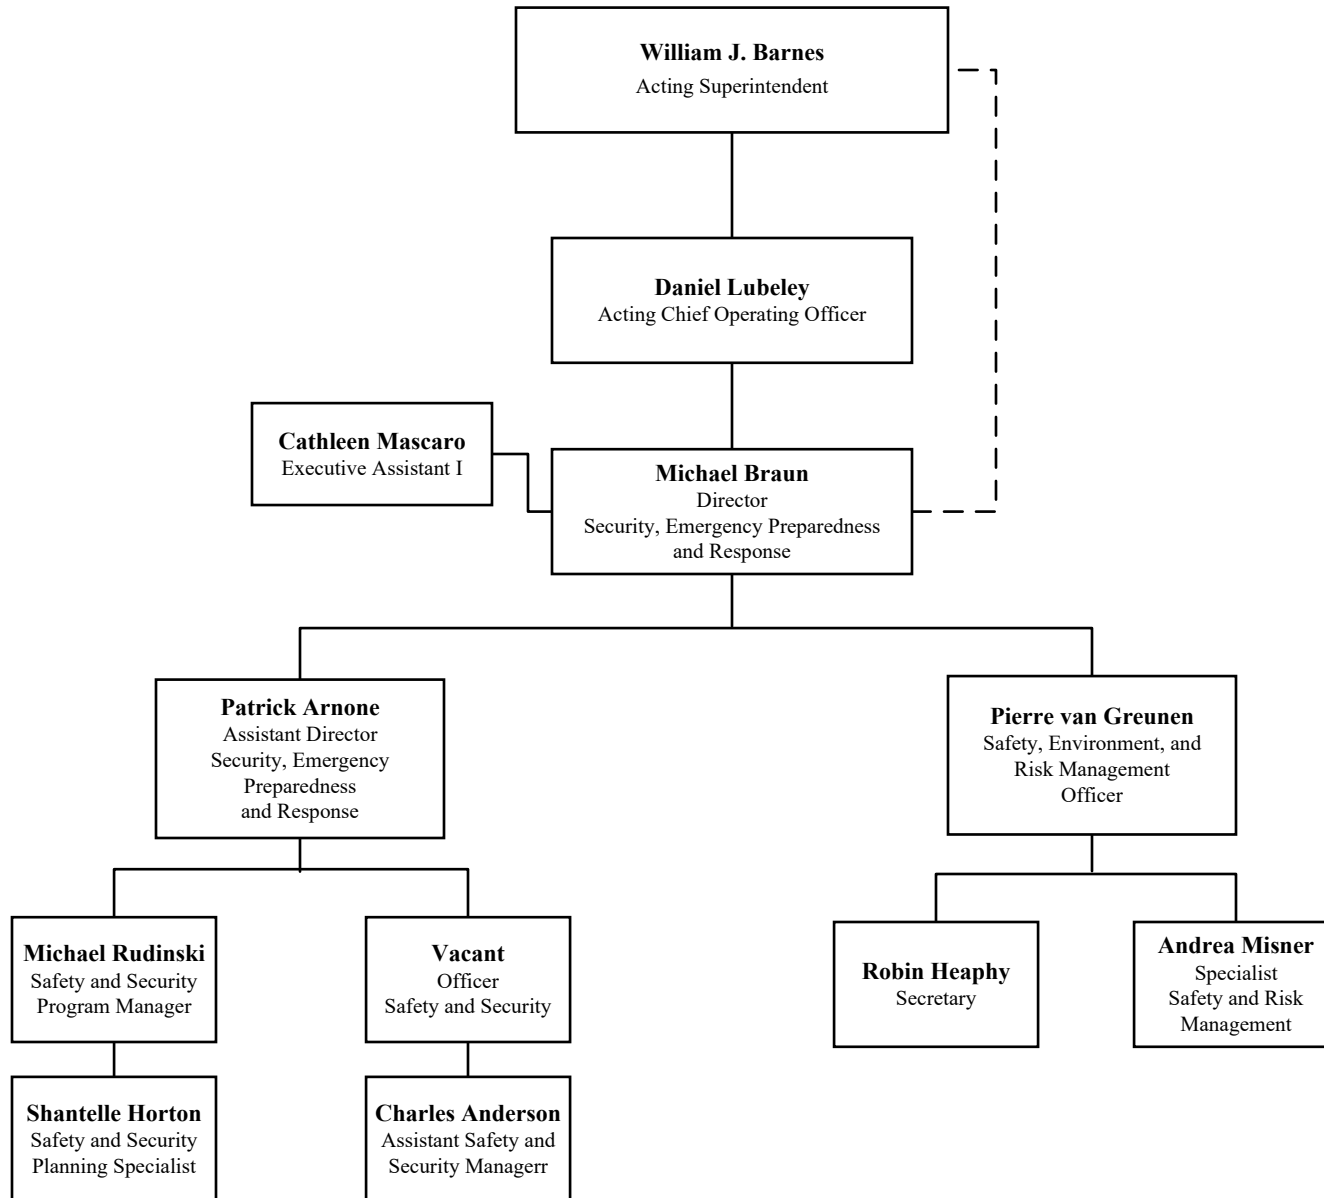 William J. Barnes
Acting Superintendent
Daniel Lubeley
Acting Chief Operating Officer
Cathleen Mascaro
Executive Assistant I
Michael Braun
Director
Security, Emergency Preparedness
and Response
Patrick Arnone
Assistant Director
Security, Emergency
Preparedness
and Response
Pierre van Greunen
Safety, Environment, and
Risk Management
Officer
Michael Rudinski
Safety and Security
Program Manager
Vacant
Officer
Safety and Security
Robin Heaphy
Secretary
Andrea Misner
Specialist
Safety and Risk
Management
Shantelle Horton
Safety and Security
Planning Specialist
Charles Anderson
Assistant Safety and
Security Managerr